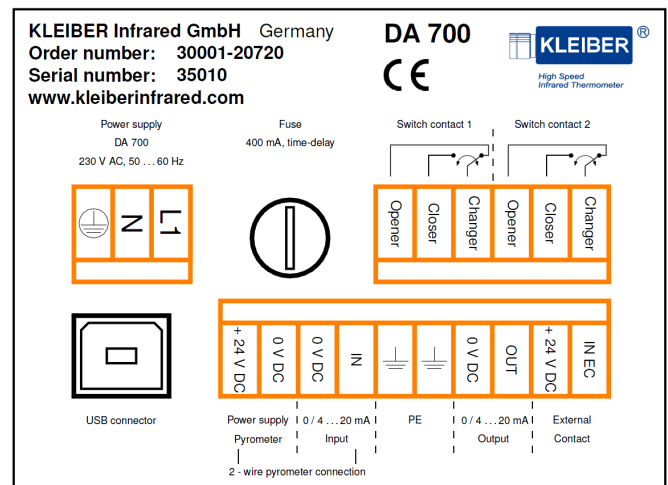 KLEIBER Infrared GmbH Germany
Order number: 30001-20720
Serial number: 35010
www.kleiberinfrared.com
DA 700
CE
KLEIBER ®
High Speed
Infrared Thermometer
Power supply
DA 700
230 V AC, 50 . . . 60 Hz
Fuse
400 mA, time-delay
Switch contact 1
Switch contact 2
N
L1
Opener
Closer
Changer
Opener
Closer
Changer
+ 24 V DC
0 V DC
0 V DC
IN
0 V DC
OUT
+ 24 V DC
IN EC
USB connector
Power supply
Pyrometer
0 / 4 . . . 20 mA
Input
PE
0 / 4 . . . 20 mA
Output
External
Contact
2 - wire pyrometer connection